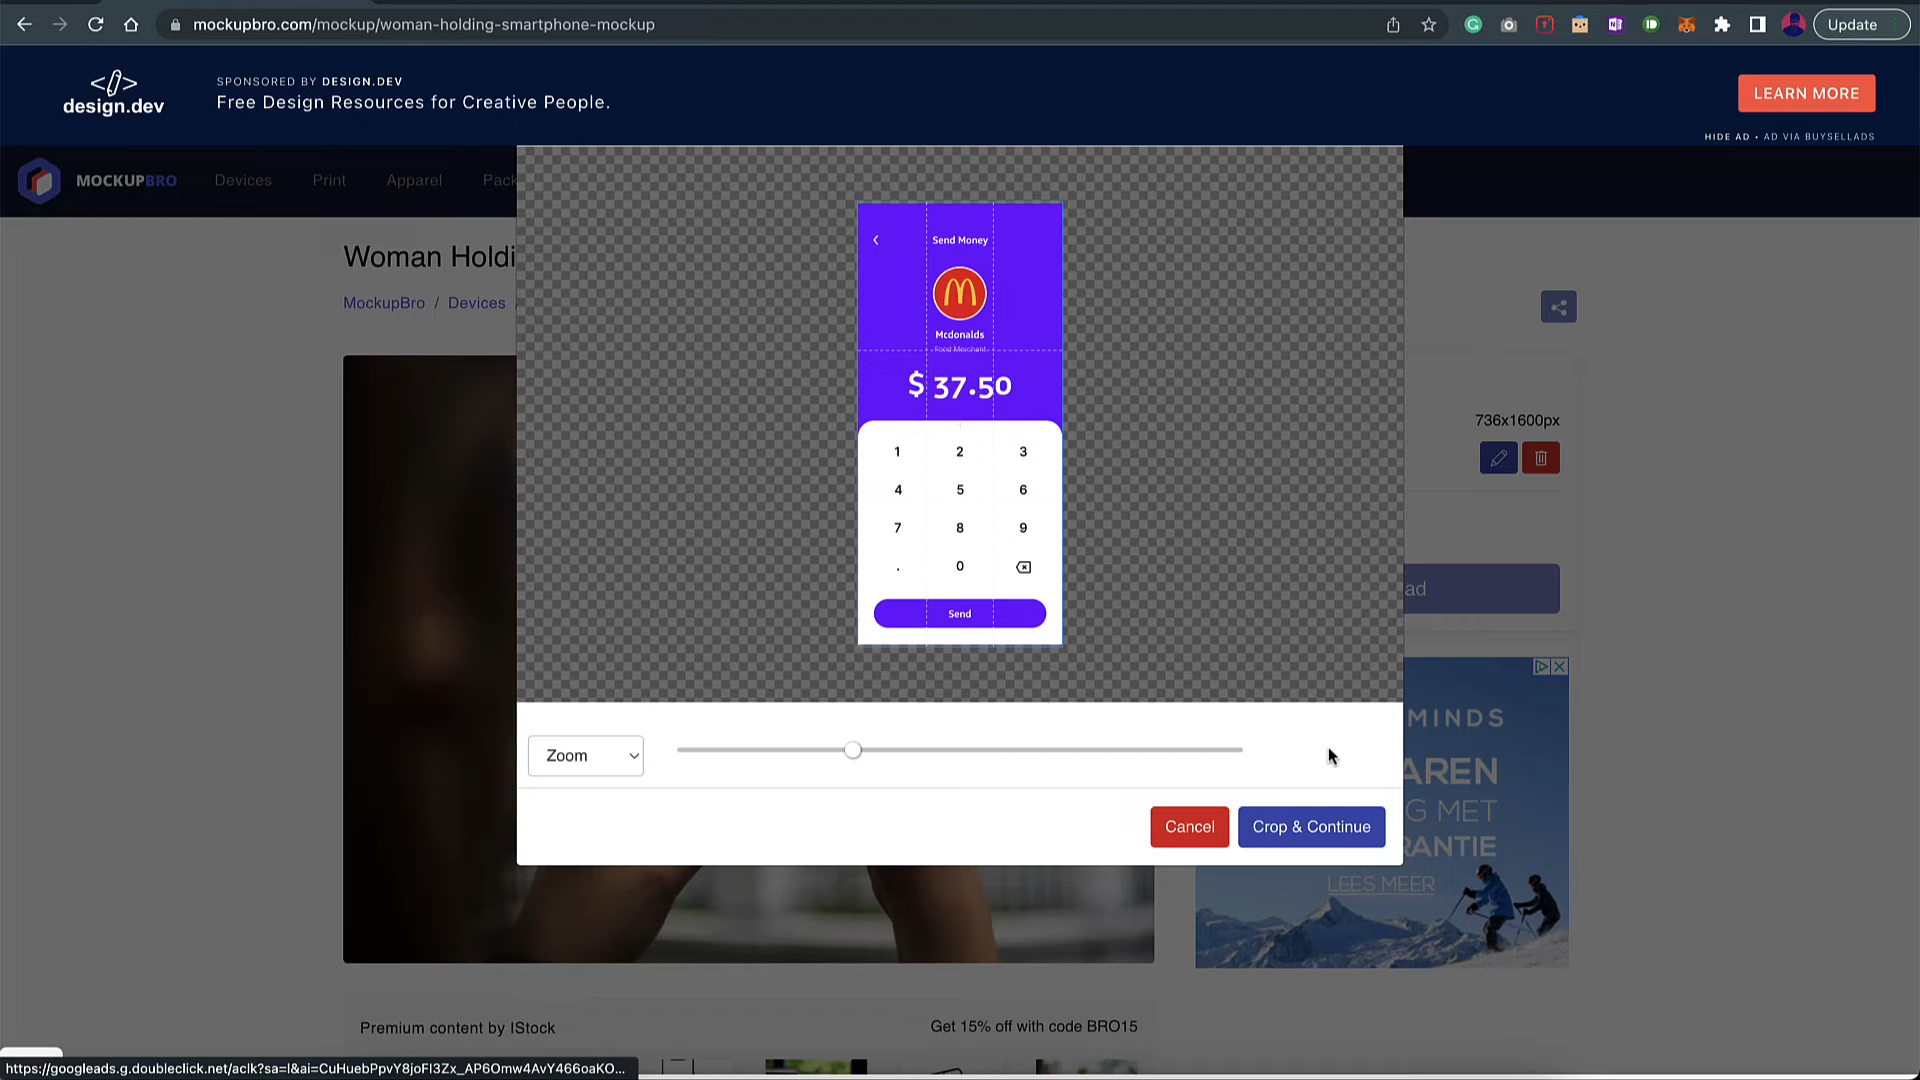 mockupbro.com/mockup/woman-holding-smartphone-mockup
Update
design.dev
SPONSORED BY DESIGN.DEV
Free Design Resources for Creative People.
LEARN MORE
HIDE AD • AD VIA BUYSELLADS
MOCKUPBRO
Devices
Print
Apparel
Pack
Woman Holdi
MockupBro / Devices
Send Money
Mcdonalds
Food Merchant
$ 37.50
1 2 3
4 5 6
7 8 9
. 0
Send
736x1600px
ad
Zoom
Cancel
Crop & Continue
MINDS
AREN
G MET
RANTIE
LEES MEER
Premium content by IStock
Get 15% off with code BRO15
https://googleads.g.doubleclick.net/aclk?sa=l&ai=CuHuebPpvY8joFI3Zx_AP6Omw4AvY466oaKO...